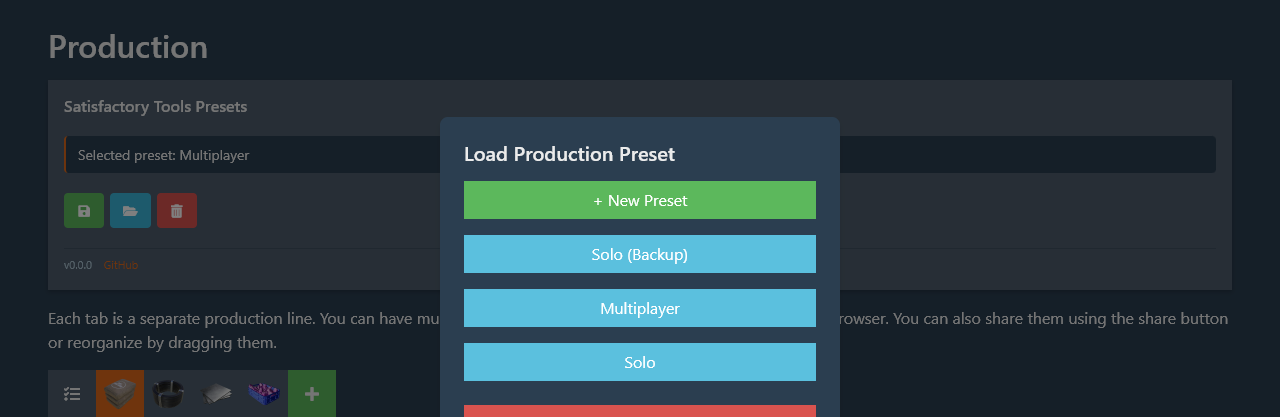 Production
Satisfactory Tools Presets
Selected preset: Multiplayer
v0.0.0 GitHub
Load Production Preset
+ New Preset
Solo (Backup)
Multiplayer
Solo
Each tab is a separate production line. You can have rowser. You can also share them using the share button
or reorganize by dragging them.